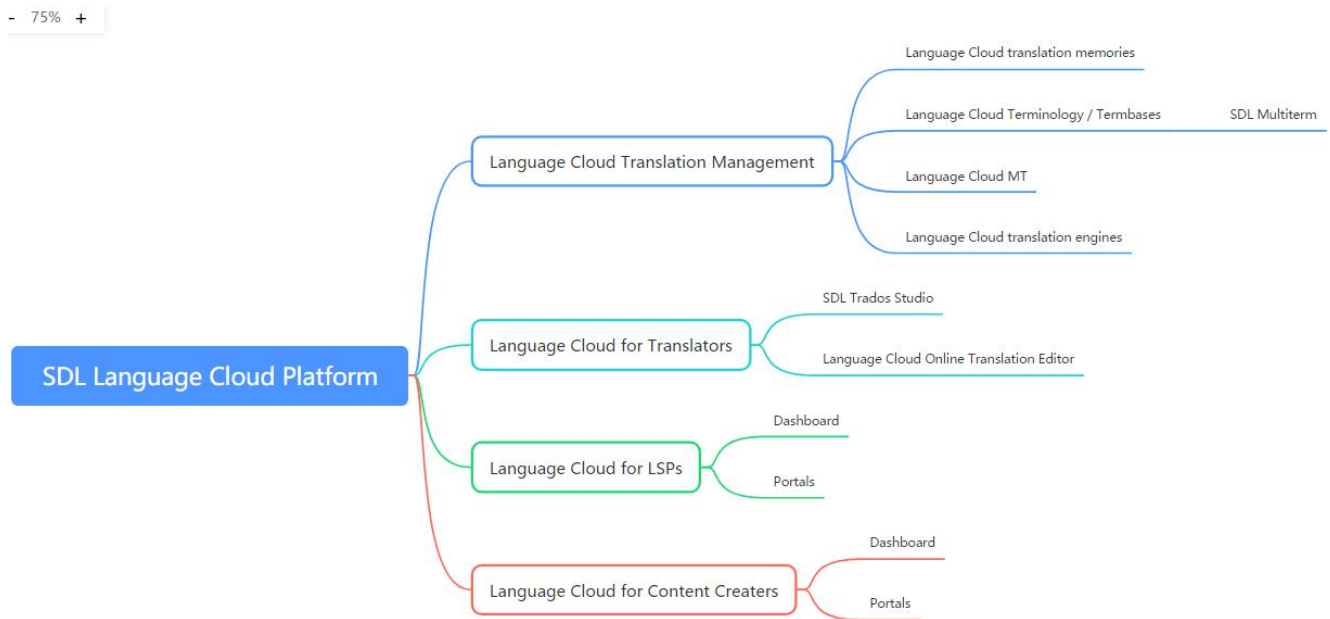 - 75% +
SDL Language Cloud Platform
Language Cloud Translation Management
Language Cloud translation memories
Language Cloud Terminology / Termbases
SDL Multiterm
Language Cloud MT
Language Cloud translation engines
Language Cloud for Translators
SDL Trados Studio
Language Cloud Online Translation Editor
Language Cloud for LSPs
Dashboard
Portals
Language Cloud for Content Creaters
Dashboard
Portals